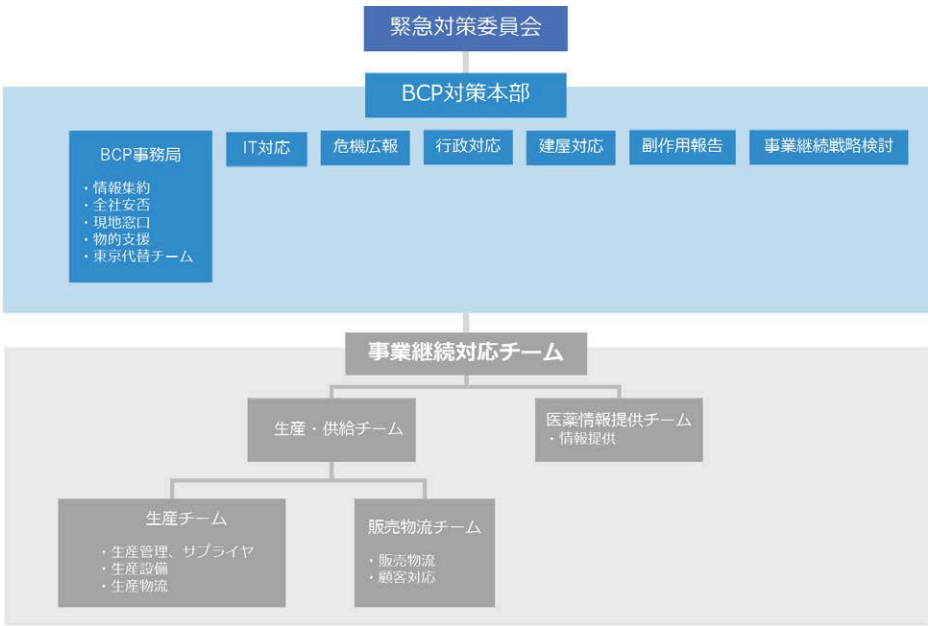 緊急対策委員会
BCP対策本部
BCP事務局
・情報集約
・全社安否
・現地窓口
・物的支援
・東京代替チーム
IT対応
危機広報
行政対応
建屋対応
副作用報告
事業継続戦略検討
事業継続対応チーム
生産・供給チーム
医薬情報提供チーム
・情報提供
生産チーム
・生産管理、サプライヤ
・生産設備
・生産物流
販売物流チーム
・販売物流
・顧客対応